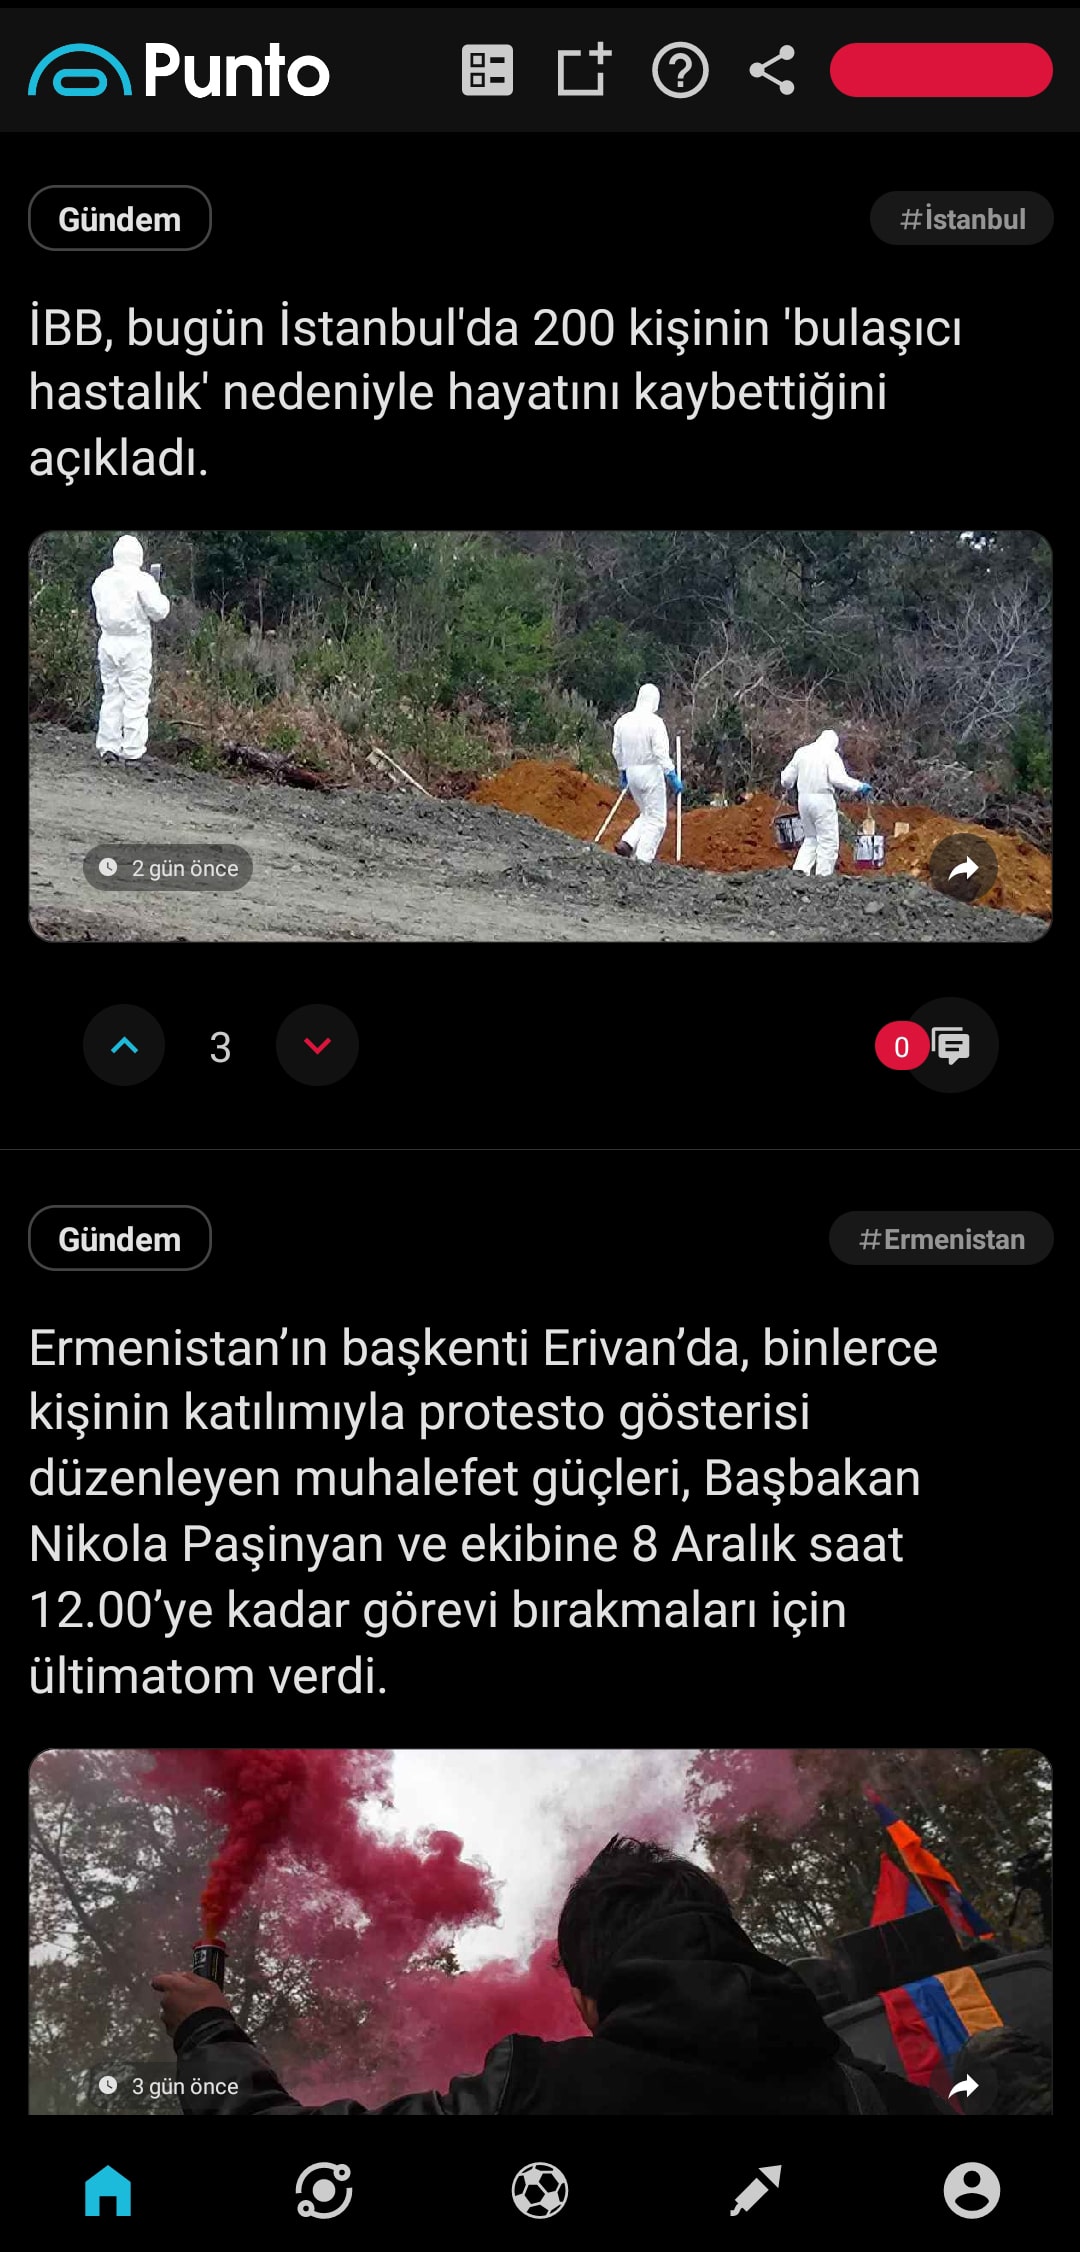 Punto
Gündem
#İstanbul
İBB, bugün İstanbul'da 200 kişinin 'bulaşıcı
hastalık' nedeniyle hayatını kaybettiğini
açıkladı.
2 gün önce
3
0
Gündem
#Ermenistan
Ermenistan’ın başkenti Erivan’da, binlerce
kişinin katılımıyla protesto gösterisi
düzenleyen muhalefet güçleri, Başbakan
Nikola Paşinyan ve ekibine 8 Aralık saat
12.00’ye kadar görevi bırakmaları için
ültimatom verdi.
3 gün önce